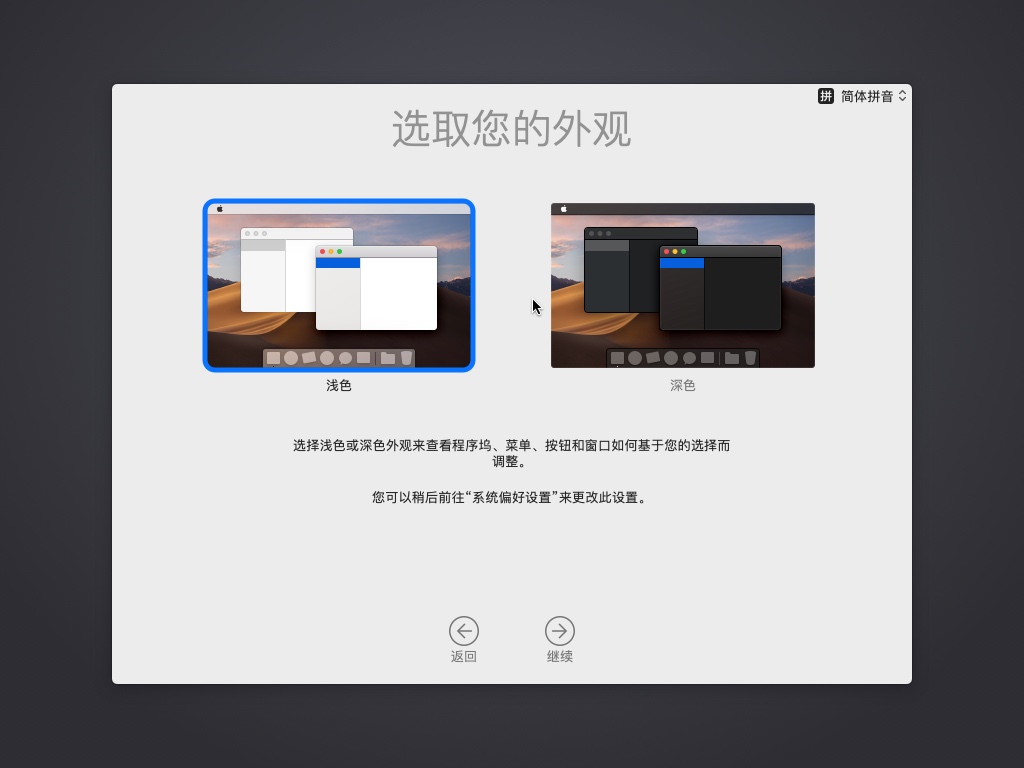 拼 简体拼音
选取您的外观
浅色
深色
选择浅色或深色外观来查看程序坞、菜单、按钮和窗口如何基于您的选择而
调整。
您可以稍后前往“系统偏好设置”来更改此设置。
返回
继续